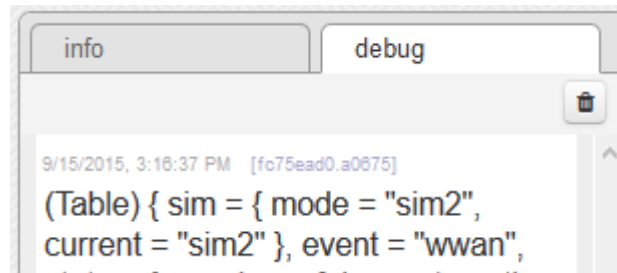 info
debug
9/15/2015, 3:16:37 PM [fc75ead0.a0675]
(Table) { sim = { mode = "sim2",
current = "sim2" }, event = "wwan",